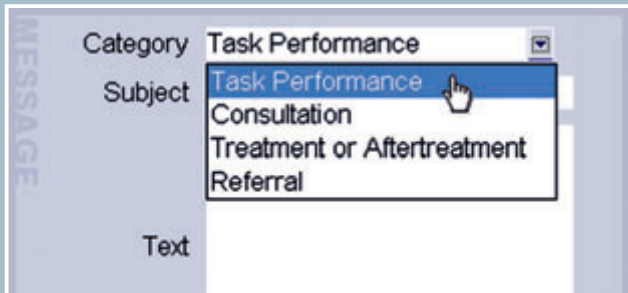 MESSAGE
Category Task Performance
Subject Task Performance
Consultation
Treatment or Aftertreatment
Referral
Text